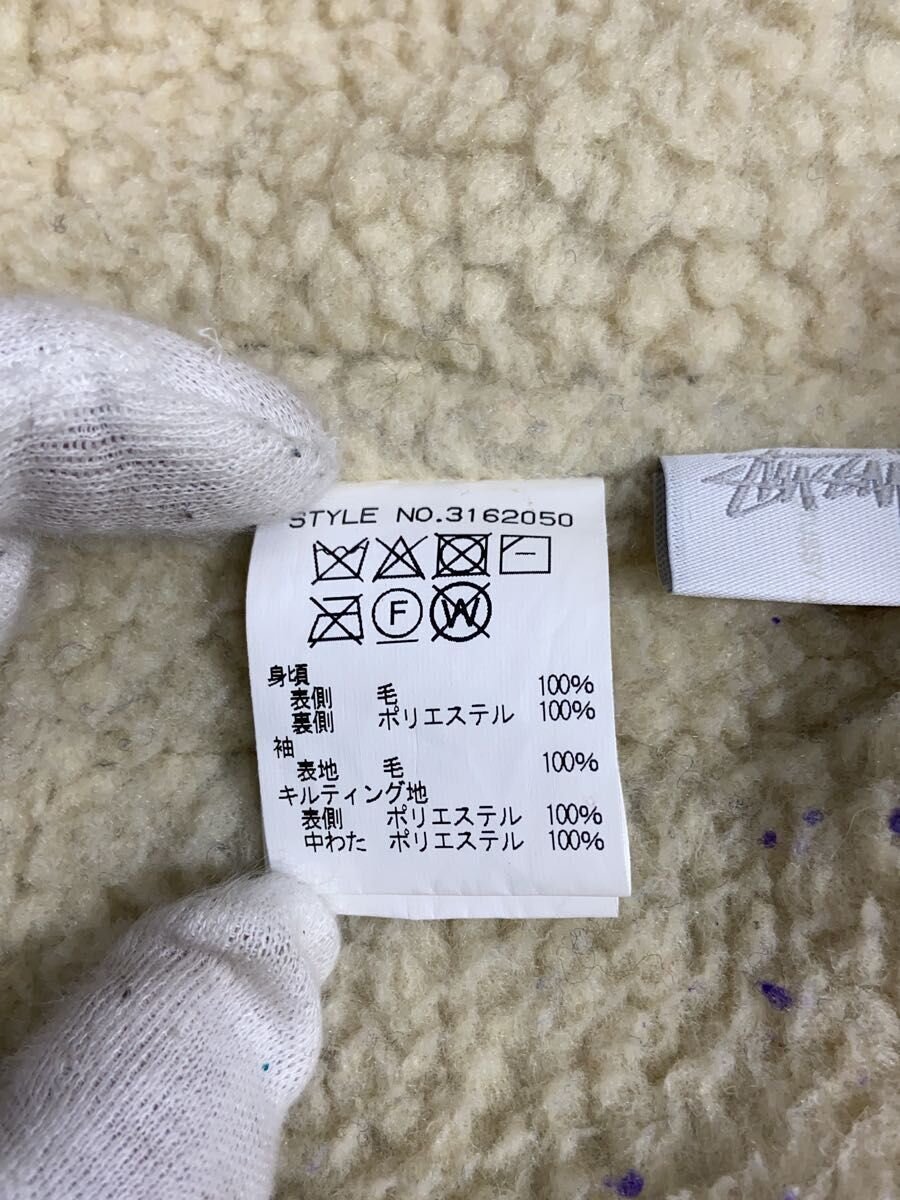 STYLE NO.3162050
F
W
身頃
表側 毛 100%
裏側 ポリエステル 100%
袖
表地 毛 100%
キルティング地
表側 ポリエステル 100%
中わた ポリエステル 100%